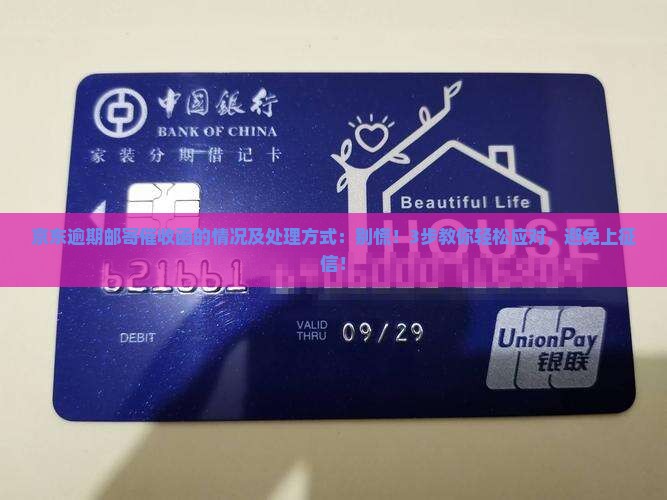 中国银行
BANK OF CHINA
家装分期借记卡
Beautiful Life
HOUSE
京东逾期邮寄催收函的情况及处理方式：别慌！3步教你轻松应对，避免上征
信！
621661
DEBIT
VALID
THRU
09/29
UnionPay
银联